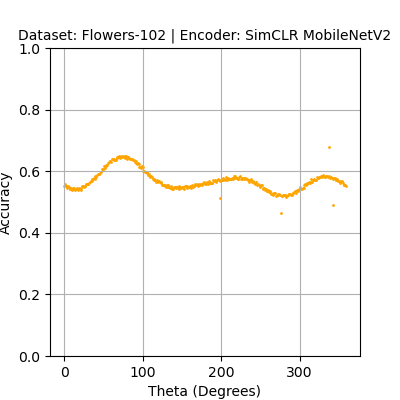 Dataset: Flowers-102 | Encoder: SimCLR MobileNetV2
1.0
0.8
0.6
0.4
0.2
0.0
Accuracy
0 100 200 300
Theta (Degrees)